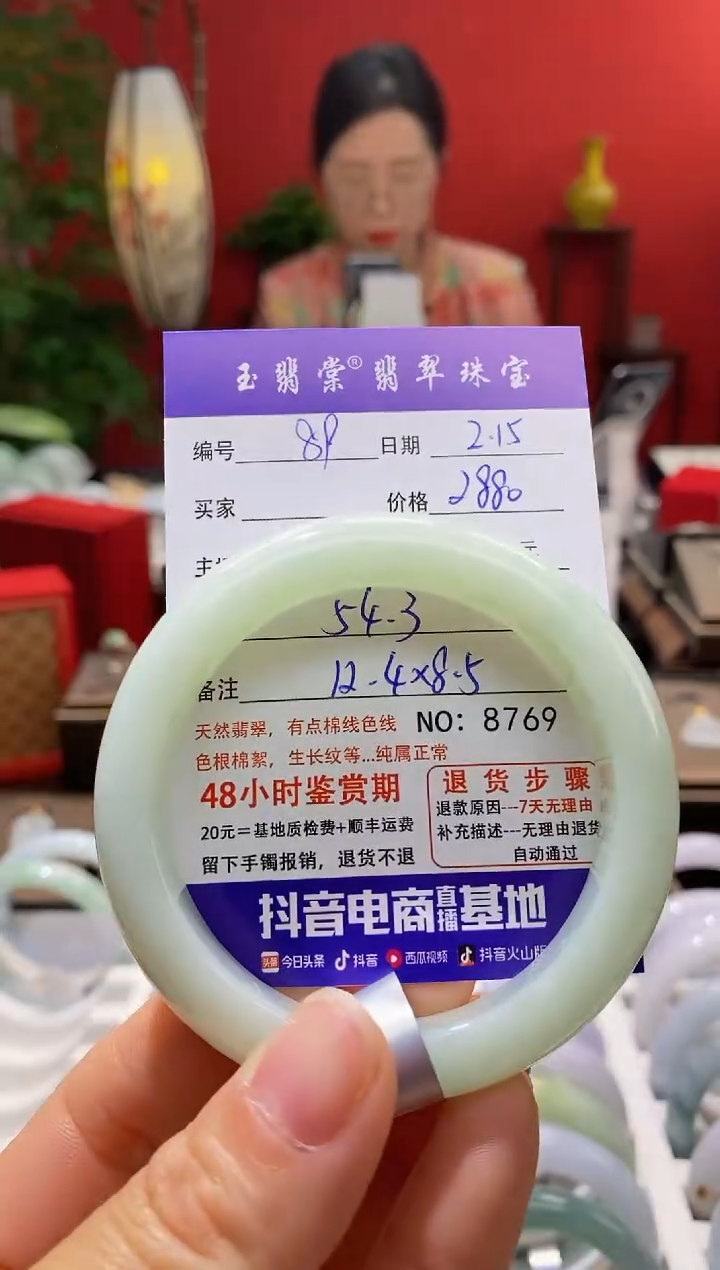 玉翡棠®翡翠珠宝
编号 89 日期 2.15
买家 价格 2880
元
54.3
备注 12.4×8.5
天然翡翠，有点棉线色线 NO: 8769
色根棉絮，生长纹等...纯属正常
48小时鉴赏期
20元=基地质检费+顺丰运费
留下手镯报销，退货不退
退货步骤
退款原因---7天无理由
补充描述---无理由退货
自动通过
抖音电商直播基地
头条 今日头条 抖音 西瓜视频 抖音火山版